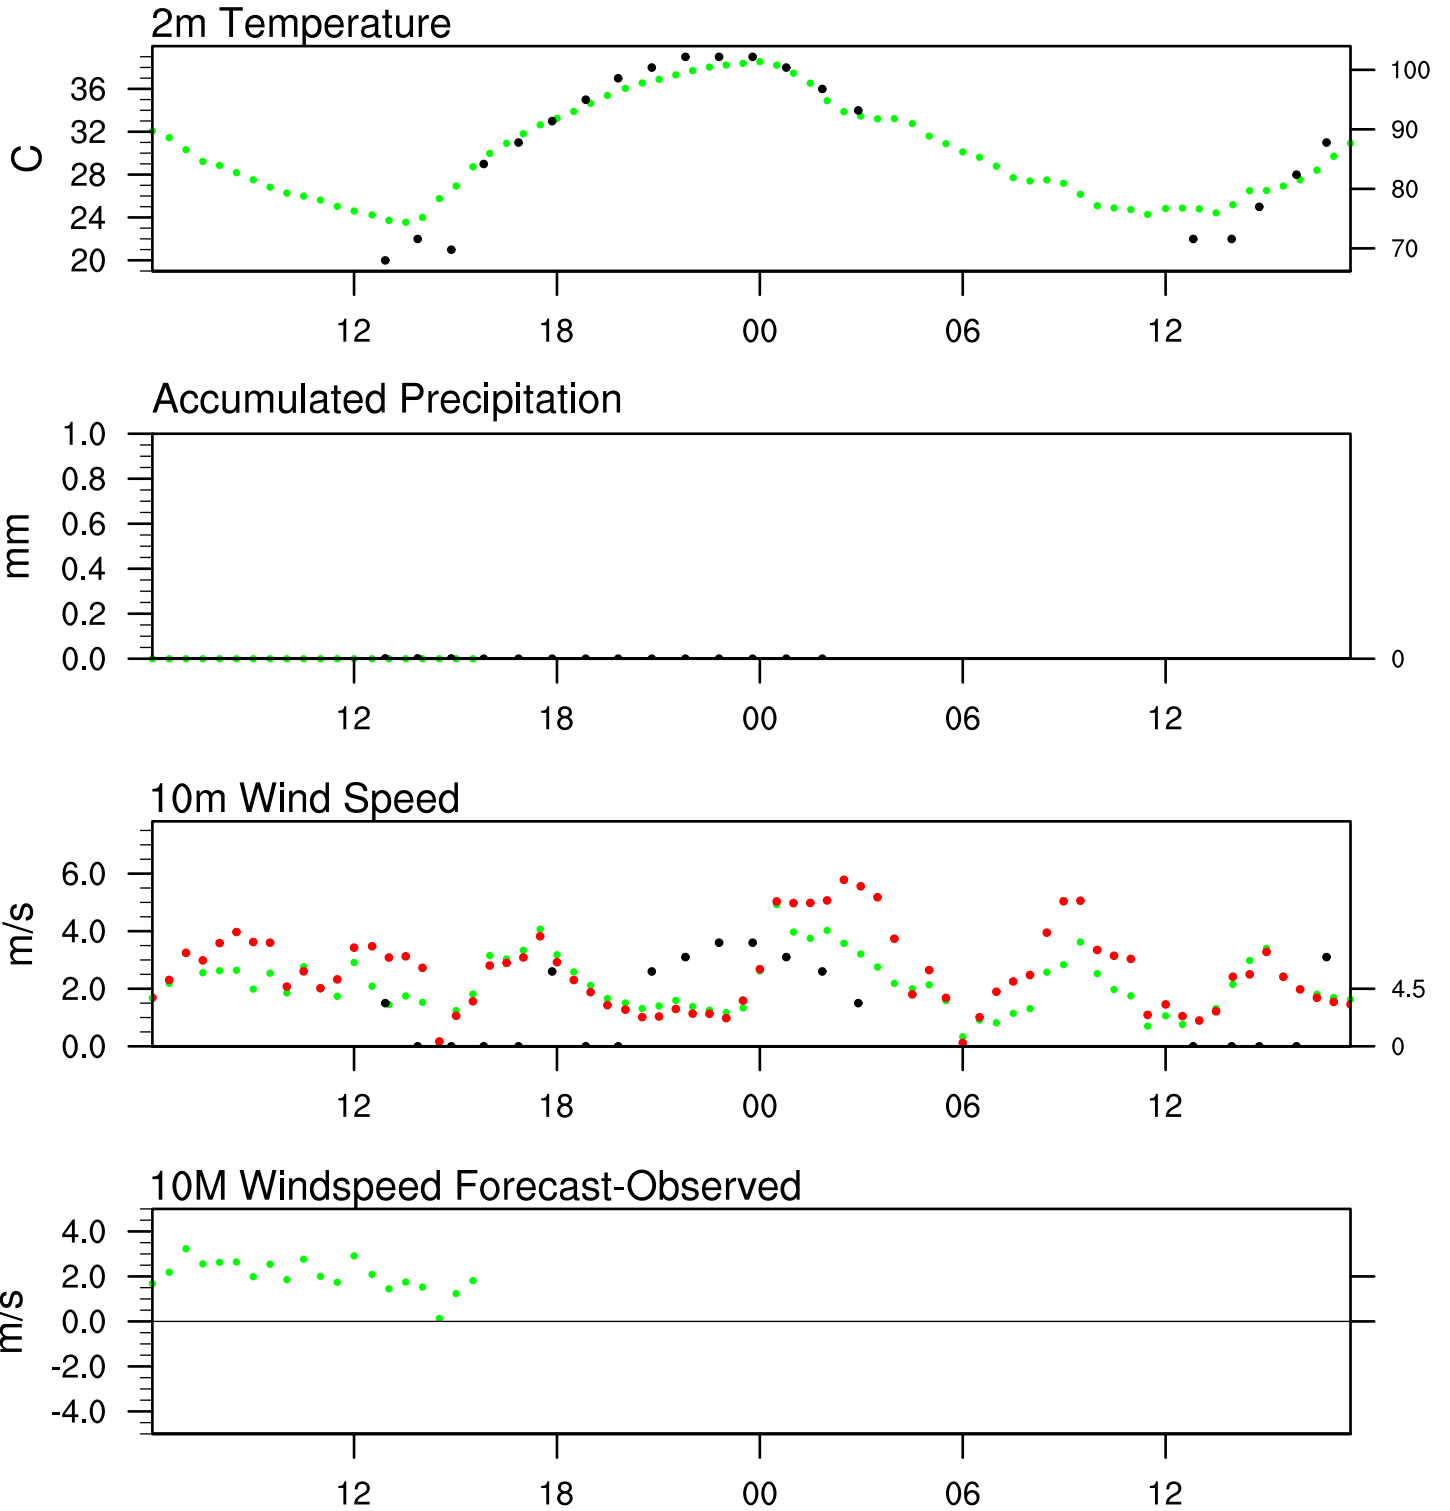 2m Temperature
36
32
28
24
20
C
100
90
80
70
12 18 00 06 12
Accumulated Precipitation
1.0
0.8
0.6
0.4
0.2
0.0
mm
0
12 18 00 06 12
10m Wind Speed
6.0
4.0
2.0
0.0
m/s
4.5
0
12 18 00 06 12
10M Windspeed Forecast-Observed
4.0
2.0
0.0
-2.0
-4.0
m/s
12 18 00 06 12